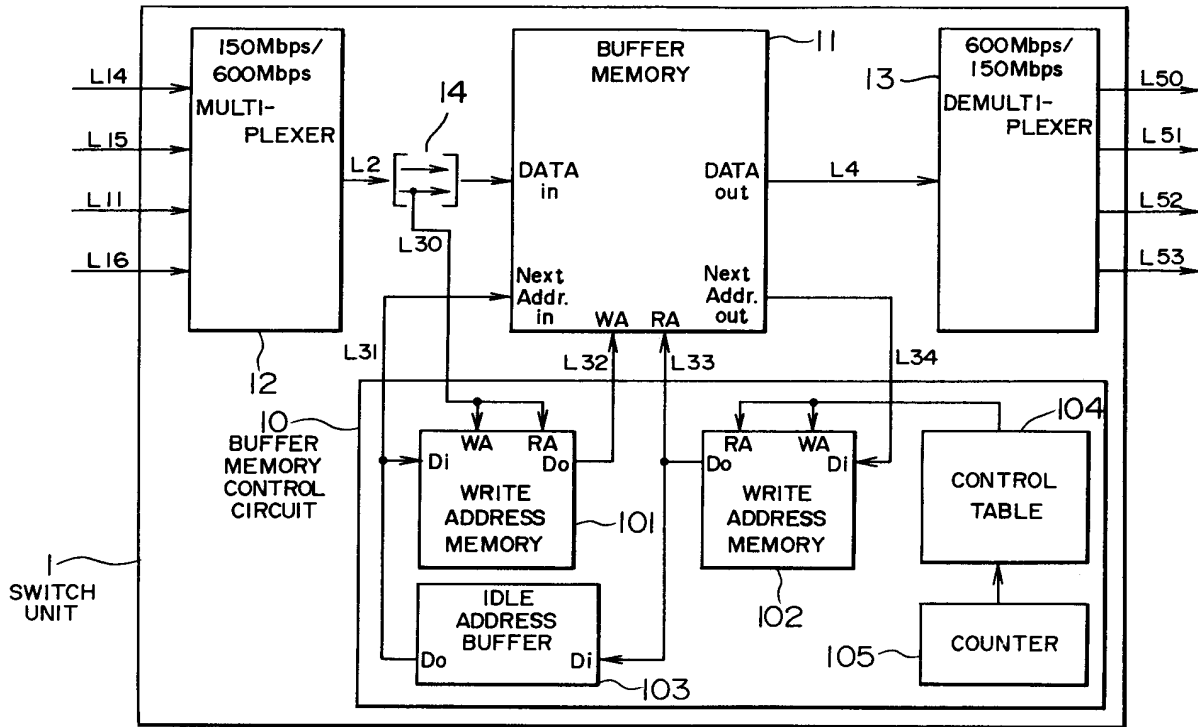 150Mbps/
600Mbps
MULTI-
PLEXER
L14
L15
L11
L16
12
L2
14
L30
BUFFER
MEMORY
11
DATA
in
DATA
out
Next
Addr.
in
WA
RA
Next
Addr.
out
L4
600Mbps/
150Mbps
DEMULTI-
PLEXER
13
L50
L51
L52
L53
L31
L32
L33
L34
10
BUFFER
MEMORY
CONTROL
CIRCUIT
WA
RA
Di
Do
WRITE
ADDRESS
MEMORY
101
RA
WA
Do
Di
WRITE
ADDRESS
MEMORY
102
104
CONTROL
TABLE
1
SWITCH
UNIT
IDLE
ADDRESS
BUFFER
Do
Di
103
105
COUNTER